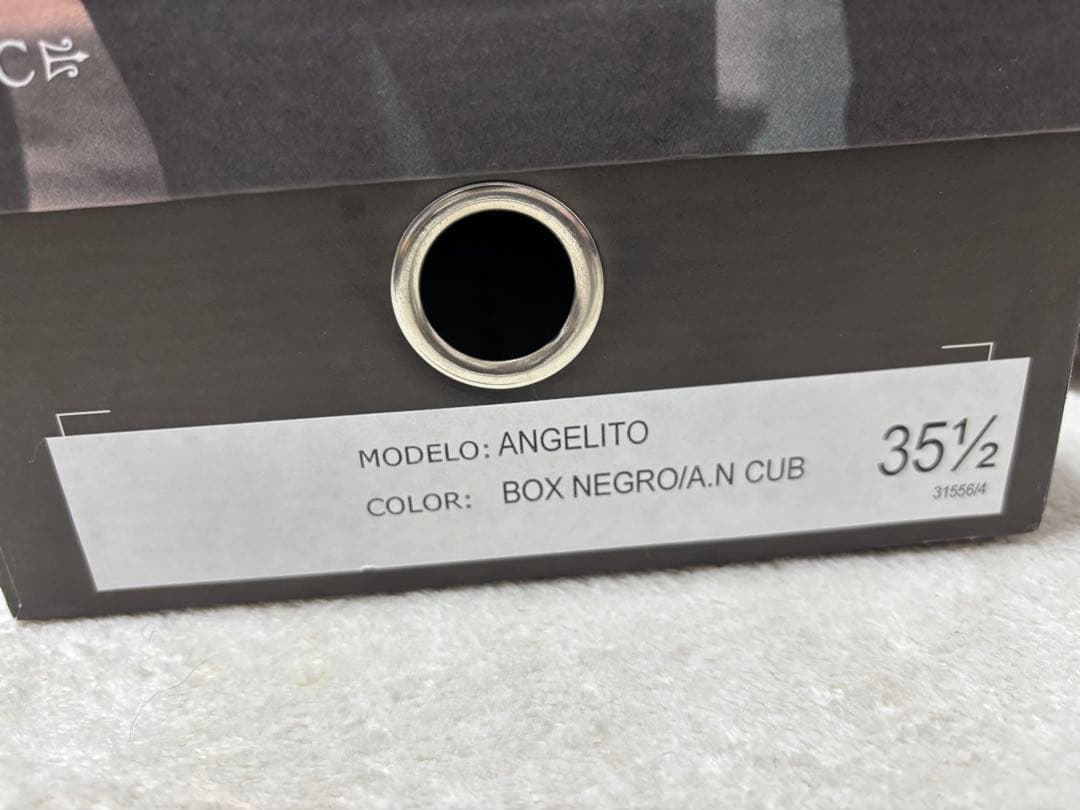 MODELO: ANGELITO
COLOR: BOX NEGRO/A.N CUB
35½
31556/4